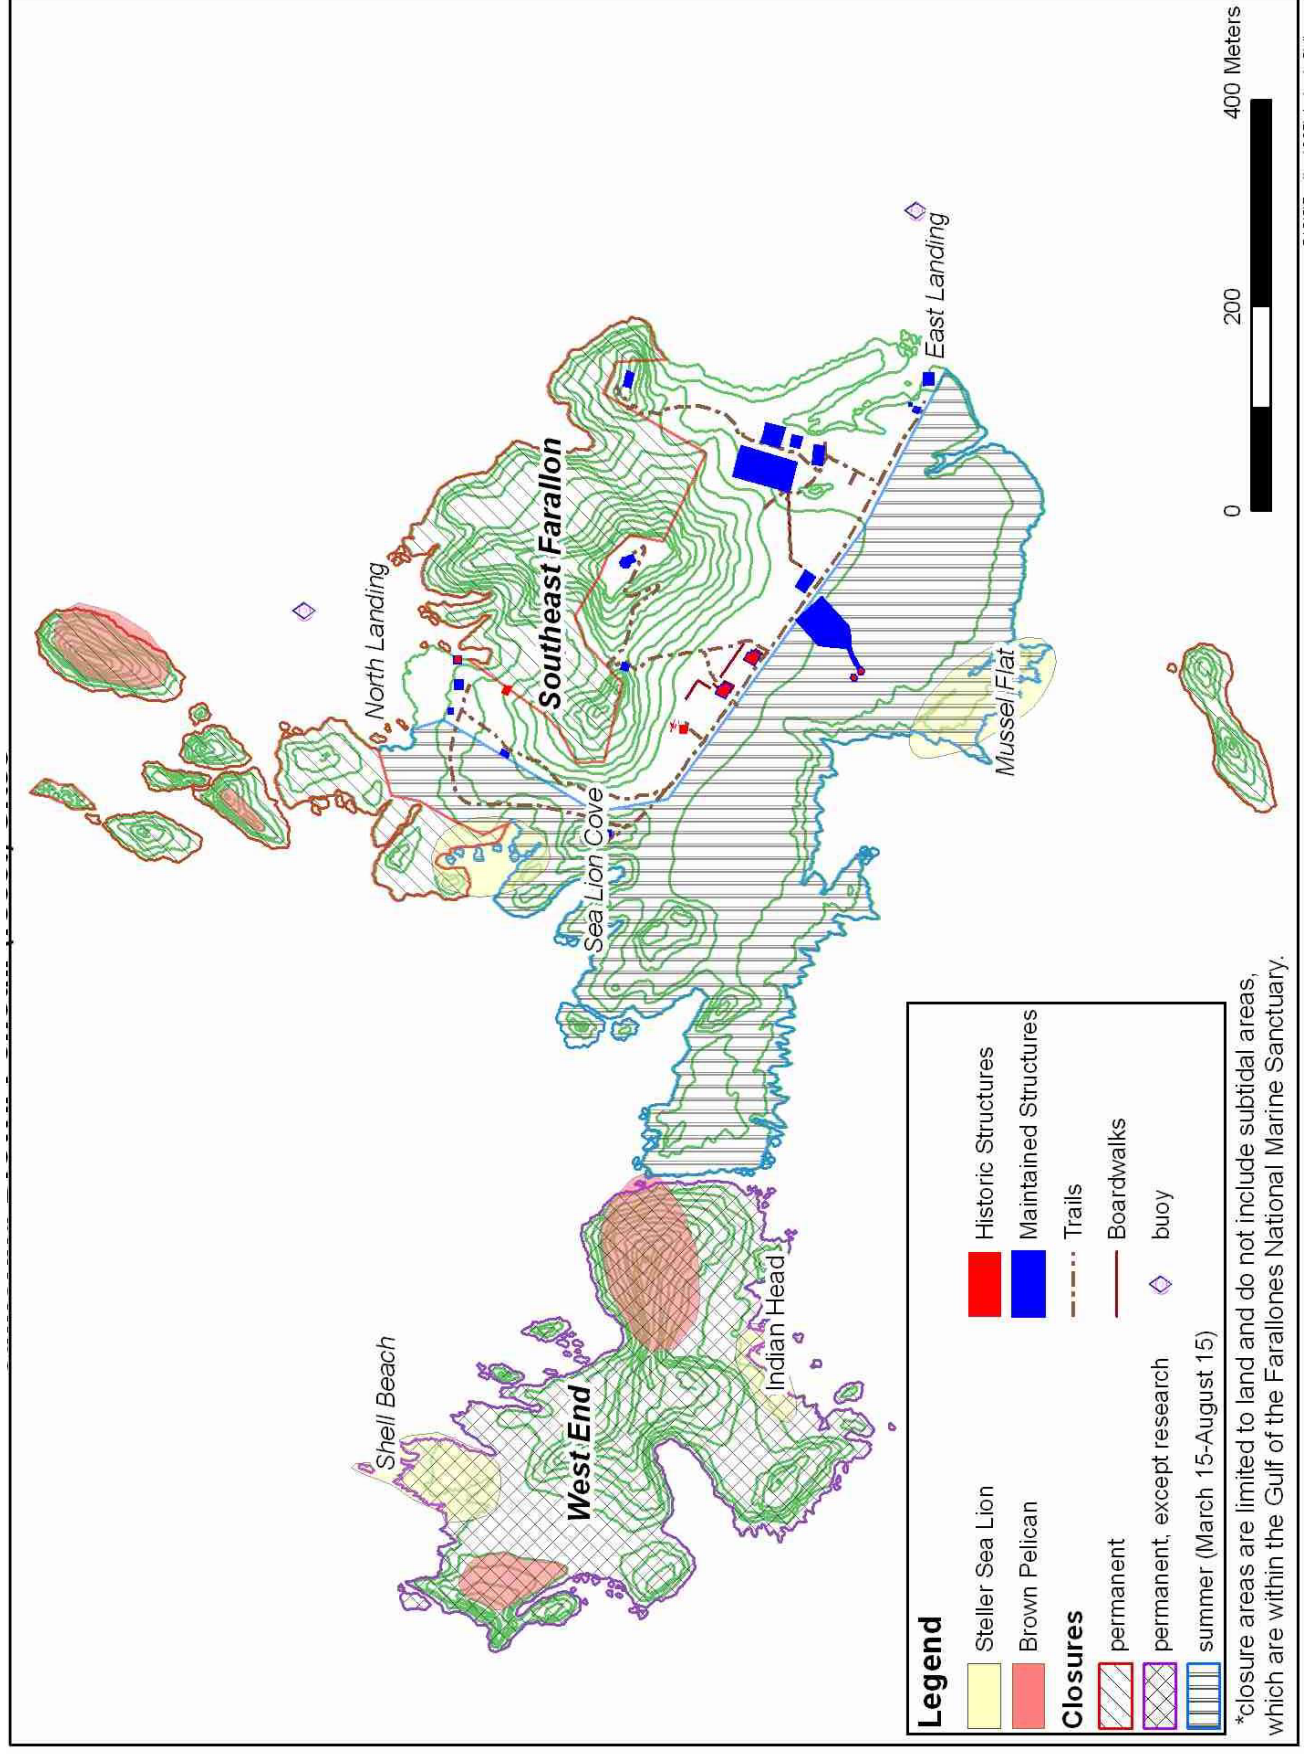 North Landing
Shell Beach
Southeast Farallon
West End
Sea Lion Cove
Indian Head
Mussel Flat
East Landing
Legend
Steller Sea Lion
Brown Pelican
Closures
permanent
permanent, except research
summer (March 15-August 15)
Historic Structures
Maintained Structures
Trails
Boardwalks
buoy
0 200 400 Meters
*closure areas are limited to land and do not include subtidal areas,
which are within the Gulf of the Farallones National Marine Sanctuary.